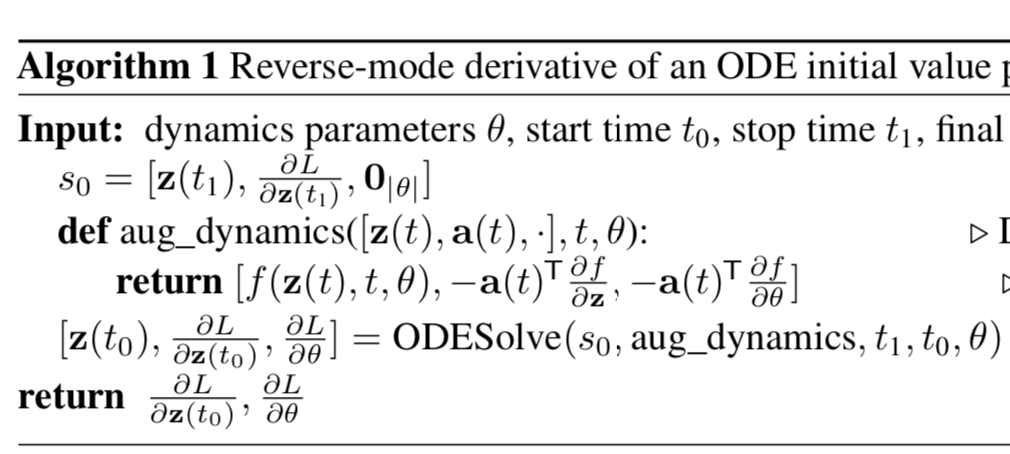 Algorithm 1 Reverse-mode derivative of an ODE initial value
Input: dynamics parameters θ, start time t₀, stop time t₁, final
s₀ = [z(t₁), ∂L/∂z(t₁), 0_|θ|]
def aug_dynamics([z(t), a(t), ·], t, θ): ▷
return [f(z(t), t, θ), −a(t)ᵀ ∂f/∂z, −a(t)ᵀ ∂f/∂θ] ▷
[z(t₀), ∂L/∂z(t₀), ∂L/∂θ] = ODESolve(s₀, aug_dynamics, t₁, t₀, θ)
return ∂L/∂z(t₀), ∂L/∂θ